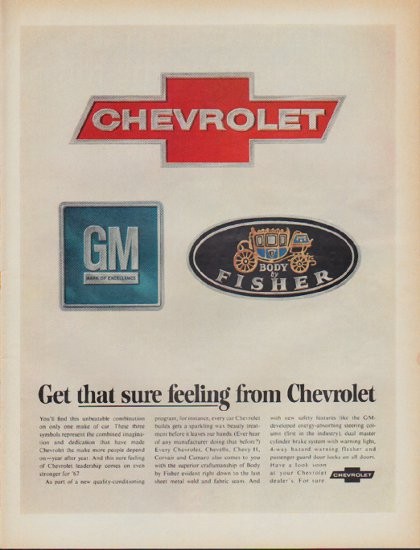 CHEVROLET
GM
MARK OF EXCELLENCE
BODY
by
FISHER
Get that sure feeling from Chevrolet
You'll find this unbeatable combination
on only one make of car. These three
symbols represent the combined imagina-
tion and dedication that have made
Chevrolet the make more people depend
on—year after year. And this sure feeling
of Chevrolet leadership comes on even
stronger for '67.
As part of a new quality-conditioning
program, for instance, every car Chevrolet
builds gets a sparkling wax beauty treat-
ment before it leaves our hands. (Ever hear
of any manufacturer doing that before?)
Every Chevrolet, Chevelle, Chevy II,
Corvair and Camaro also comes to you
with the superior craftsmanship of Body
by Fisher evident right down to the last
sheet metal weld and fabric seam. And
with new safety features like the GM-
developed energy-absorbing steering col-
umn (first in the industry), dual master
cylinder brake system with warning light,
4-way hazard warning flasher and
passenger-guard door locks on all doors.
Have a look soon
at your Chevrolet
dealer's. For sure.
CHEVROLET